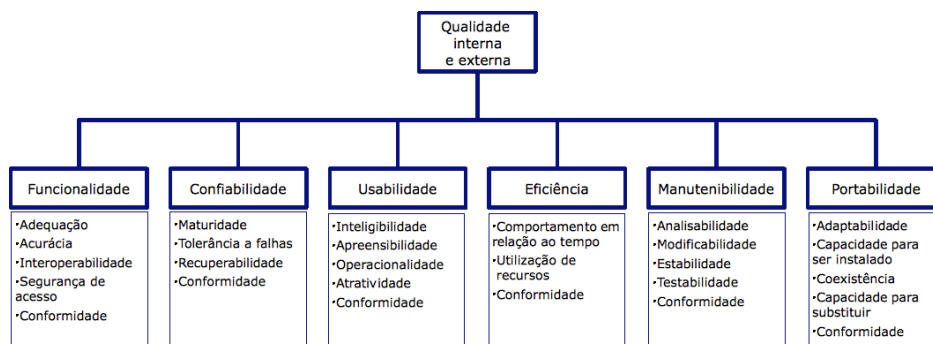 Qualidade
interna
e externa
Funcionalidade
•Adequação
•Acurácia
•Interoperabilidade
•Segurança de
acesso
•Conformidade
Confiabilidade
•Maturidade
•Tolerância a falhas
•Recuperabilidade
•Conformidade
Usabilidade
•Inteligibilidade
•Apreensibilidade
•Operacionalidade
•Atratividade
•Conformidade
Eficiência
•Comportamento em
relação ao tempo
•Utilização de
recursos
•Conformidade
Manutenibilidade
•Analisabilidade
•Modificabilidade
•Estabilidade
•Testabilidade
•Conformidade
Portabilidade
•Adaptabilidade
•Capacidade para
ser instalado
•Coexistência
•Capacidade para
substituir
•Conformidade